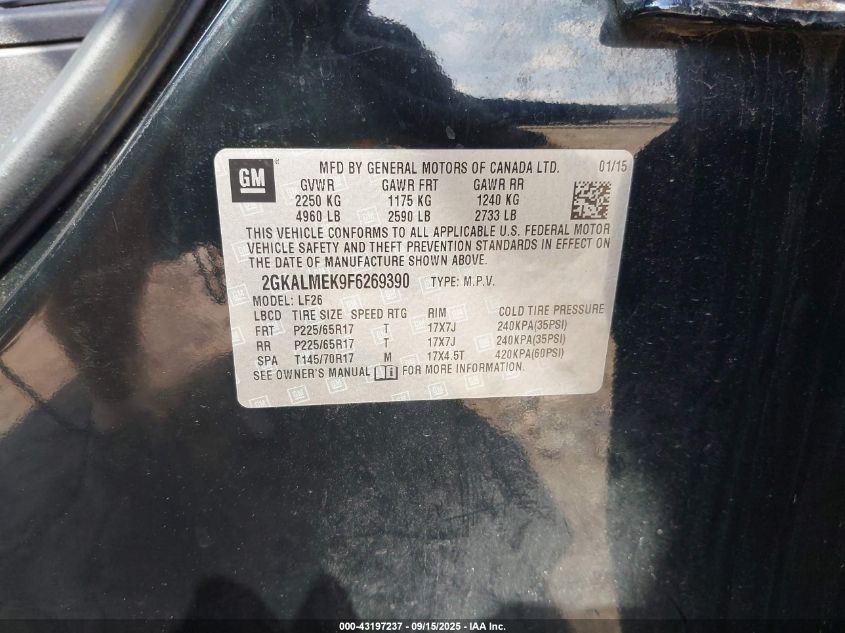 GM
MFD BY GENERAL MOTORS OF CANADA LTD. 01/15
GVWR GAWR FRT GAWR RR
2250 KG 1175 KG 1240 KG
4960 LB 2590 LB 2733 LB
THIS VEHICLE CONFORMS TO ALL APPLICABLE U.S. FEDERAL MOTOR
VEHICLE SAFETY AND THEFT PREVENTION STANDARDS IN EFFECT ON
THE DATE OF MANUFACTURE SHOWN ABOVE.
2GKALMEK9F6269390 TYPE: M.P.V.
MODEL: LF26
LBCD TIRE SIZE SPEED RTG RIM COLD TIRE PRESSURE
FRT P225/65R17 T 17X7J 240KPA(35PSI)
RR P225/65R17 T 17X7J 240KPA(35PSI)
SPA T145/70R17 M 17X4.5T 420KPA(60PSI)
SEE OWNER'S MANUAL FOR MORE INFORMATION.
000-43197237 - 09/15/2025 - IAA Inc.